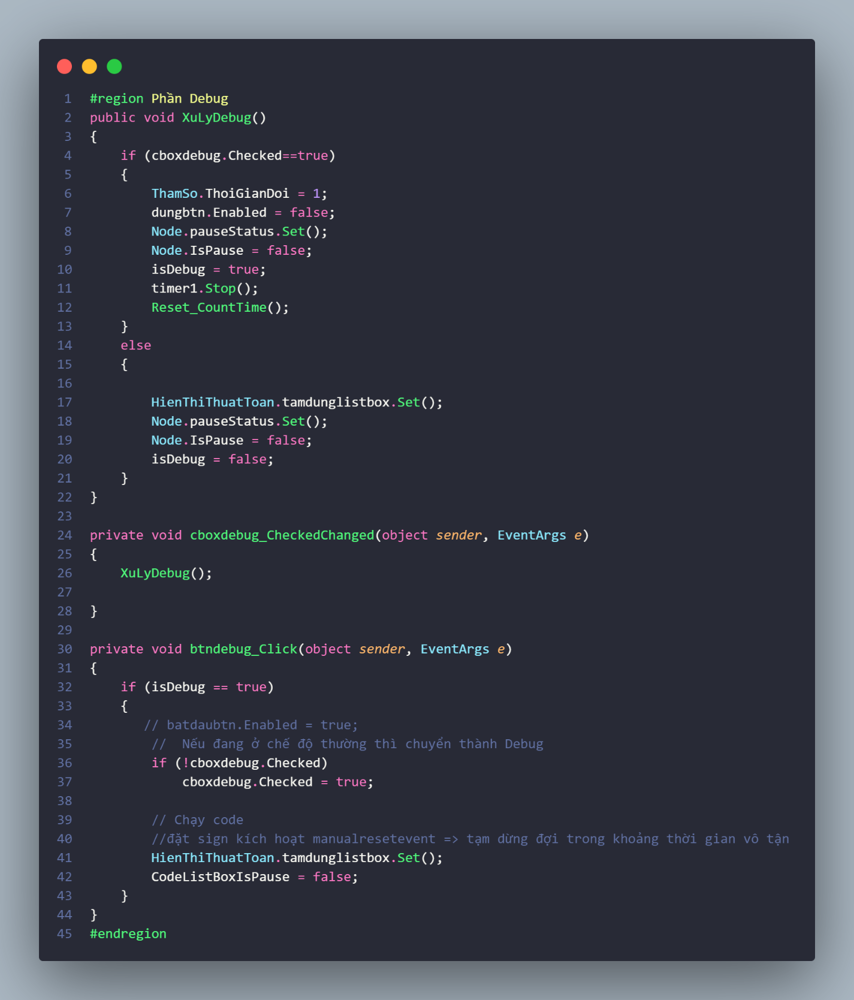 1 #region Phần Debug
2 public void XuLyDebug()
3 {
4     if (cboxdebug.Checked==true)
5     {
6         ThamSo.ThoiGianDoi = 1;
7         dungbtn.Enabled = false;
8         Node.pauseStatus.Set();
9         Node.IsPause = false;
10         isDebug = true;
11         timer1.Stop();
12         Reset_CountTime();
13     }
14     else
15     {
16
17         HienThiThuatToan.tamdunglistbox.Set();
18         Node.pauseStatus.Set();
19         Node.IsPause = false;
20         isDebug = false;
21     }
22 }
23
24 private void cboxdebug_CheckedChanged(object sender, EventArgs e)
25 {
26     XuLyDebug();
27
28 }
29
30 private void btndebug_Click(object sender, EventArgs e)
31 {
32     if (isDebug == true)
33     {
34        // batdaubtn.Enabled = true;
35         //  Nếu đang ở chế độ thường thì chuyển thành Debug
36         if (!cboxdebug.Checked)
37             cboxdebug.Checked = true;
38
39         // Chạy code
40         //đặt sign kích hoạt manualresetevent => tạm dừng đợi trong khoảng thời gian vô tận
41         HienThiThuatToan.tamdunglistbox.Set();
42         CodeListBoxIsPause = false;
43     }
44 }
45 #endregion